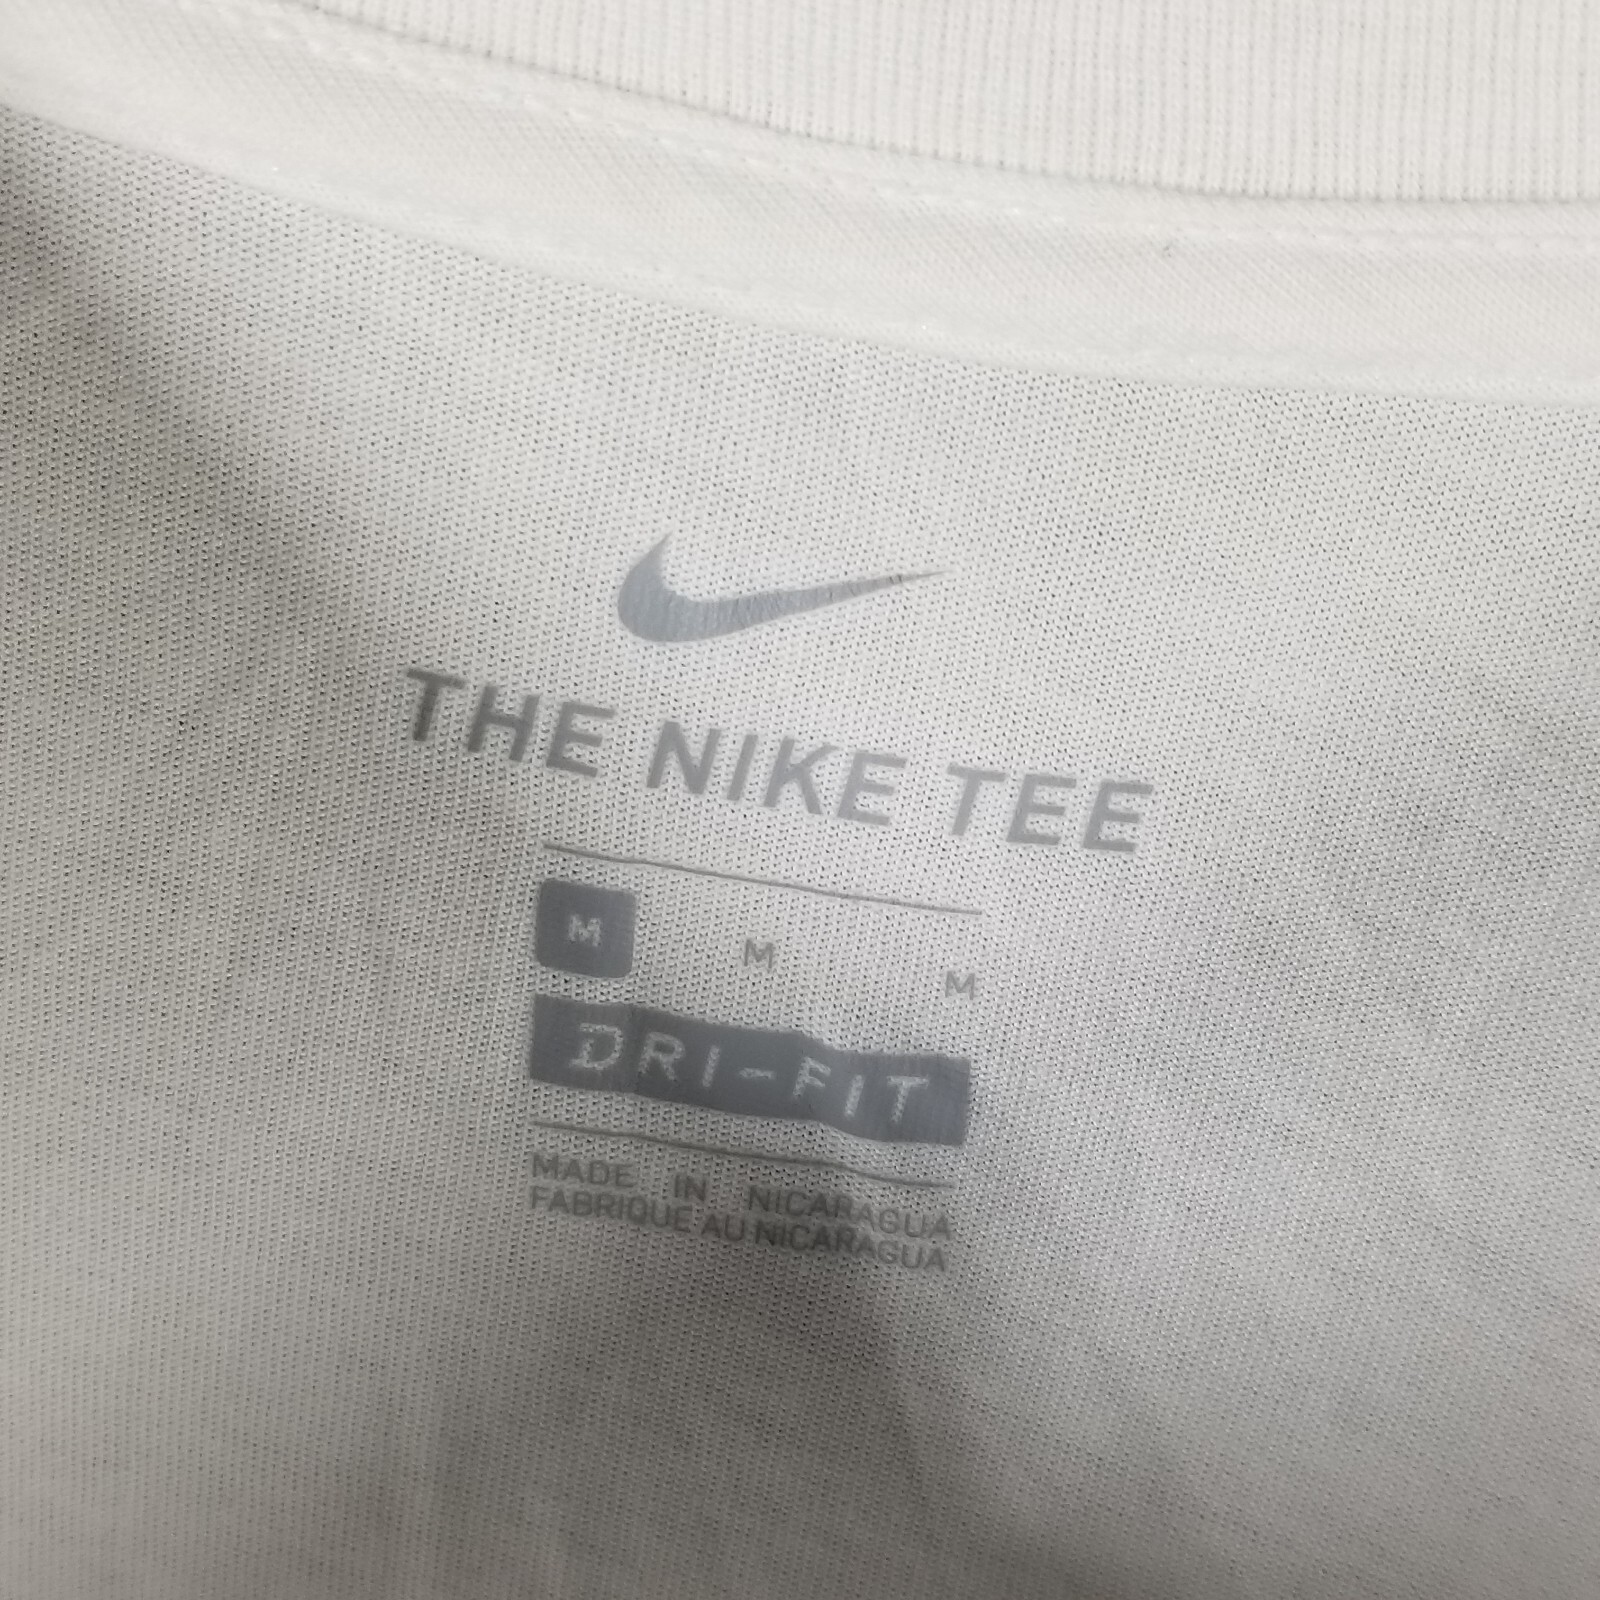 THE NIKE TEE
M M M
DRI-FIT
MADE IN NICARAGUA
FABRIQUE AU NICARAGUA